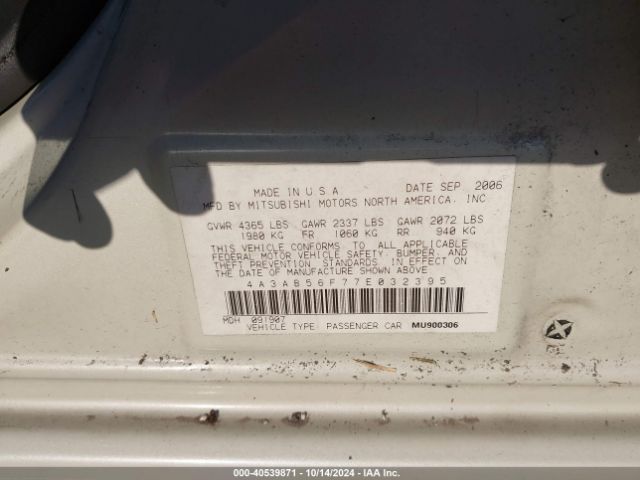 MADE IN U S A DATE SEP 2006
MFD BY MITSUBISHI MOTORS NORTH AMERICA. INC
GVWR 4365 LBS GAWR 2337 LBS GAWR 2072 LBS
1980 KG FR 1060 KG RR 940 KG
THIS VEHICLE CONFORMS TO ALL APPLICABLE
FEDERAL MOTOR VEHICLE SAFETY, BUMPER, AND
THEFT PREVENTION STANDARDS IN EFFECT ON
THE DATE OF MANUFACTURE SHOWN ABOVE
4A3AB56F77E032395
MDH 091907
VEHICLE TYPE: PASSENGER CAR MU900306
000-40539871 - 10/14/2024 - IAA Inc.